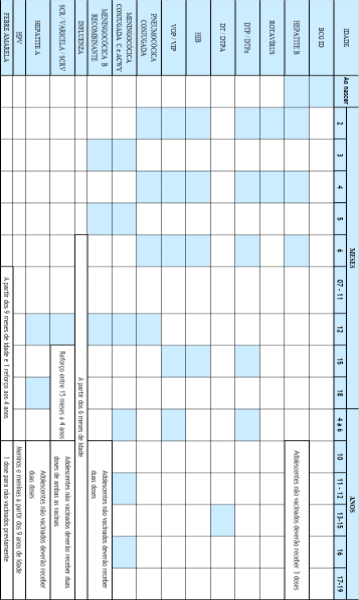 IDADE
Ao nascer
MESES
2
3
4
5
6
07 - 11
12
15
18
ANOS
4 a 6
10
11 - 12
13-15
16
17-19
BCG ID
HEPATITE B
Adolescentes não vacinados deverão receber 3 doses
ROTAVÍRUS
DTP / DTPa
DT / DTPA
HIB
VOP / VIP
PNEUMOCÓCICA
CONJUGADA
MENINGOCÓCICA
CONJUGADA C e ACWY
MENINGOCÓCICA B
RECOMBINANTE
Adolescentes não vacinados deverão receber
duas doses
INFLUENZA
A partir dos 6 meses de idade
SCR / VARICELA / SCRV
Reforço entre 15 meses a 4 anos
Adolescentes não vacinados deverão receber duas
doses de ambas as vacinas
HEPATITE A
Adolescentes não vacinados deverão receber
duas doses
HPV
Meninos e meninas a partir dos 9 anos de idade
FEBRE AMARELA
A partir dos 9 meses de idade e 1 reforço aos 4 anos
1 dose para não vacinados previamente